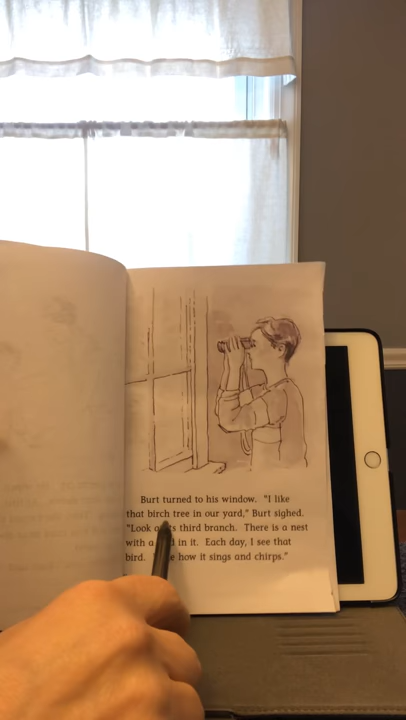 Burt turned to his window. "I like
that birch tree in our yard," Burt sighed.
"Look at its third branch. There is a nest
with a in it. Each day, I see that
bird. how it sings and chirps."